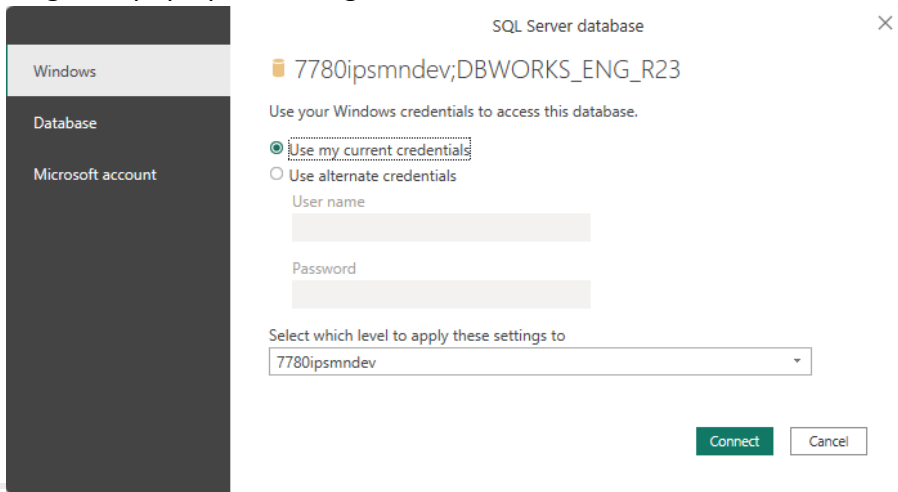 SQL Server database
Windows
Database
Microsoft account
7780ipsmndev;DBWORKS_ENG_R23
Use your Windows credentials to access this database.
Use my current credentials
Use alternate credentials
User name
Password
Select which level to apply these settings to
7780ipsmndev
Connect
Cancel